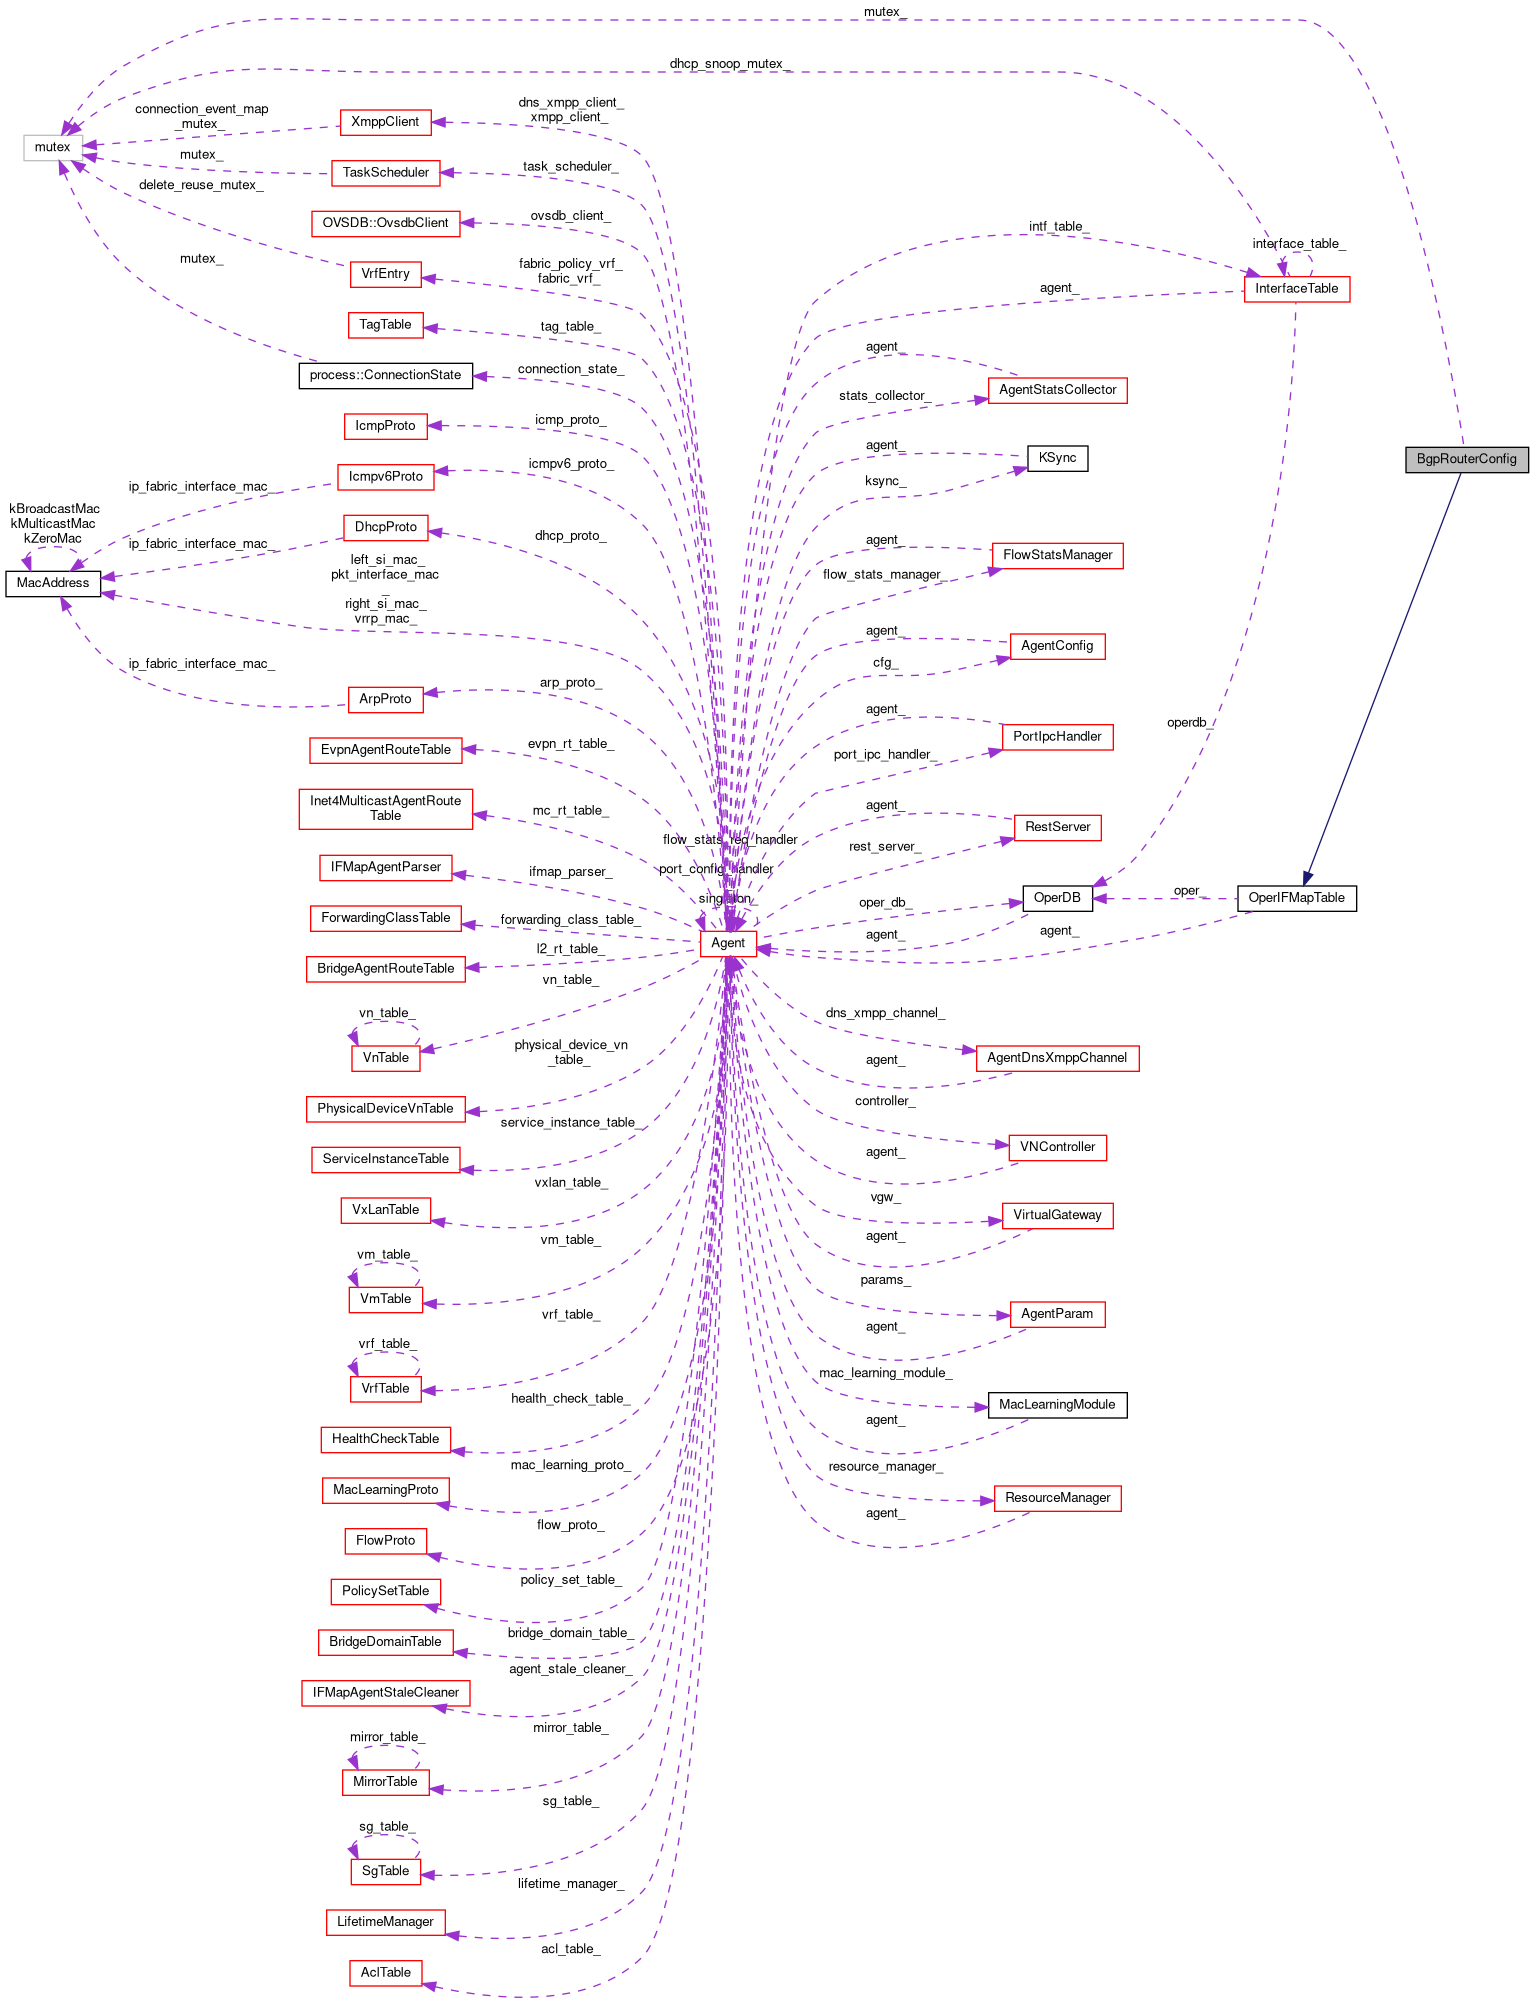 mutex_
dhcp_snoop_mutex_
connection_event_map
_mutex_
XmppClient
dns_xmpp_client_
xmpp_client_
mutex
mutex_
TaskScheduler
task_scheduler_
delete_reuse_mutex_
OVSDB::OvsdbClient
ovsdb_client_
intf_table_
interface_table_
mutex_
VrfEntry
fabric_policy_vrf_
fabric_vrf_
agent_
InterfaceTable
TagTable
tag_table_
agent_
process::ConnectionState
connection_state_
stats_collector_
AgentStatsCollector
IcmpProto
icmp_proto_
agent_
KSync
BgpRouterConfig
Icmpv6Proto
icmpv6_proto_
ksync_
ip_fabric_interface_mac_
kBroadcastMac
kMulticastMac
kZeroMac
DhcpProto
dhcp_proto_
ip_fabric_interface_mac_
agent_
FlowStatsManager
MacAddress
left_si_mac_
pkt_interface_mac
_
right_si_mac_
vrrp_mac_
flow_stats_manager_
agent_
AgentConfig
ip_fabric_interface_mac_
cfg_
ArpProto
arp_proto_
agent_
operdb_
PortIpcHandler
EvpnAgentRouteTable
evpn_rt_table_
port_ipc_handler_
Inet4MulticastAgentRoute
Table
mc_rt_table_
agent_
RestServer
flow_stats_req_handler
rest_server_
IFMapAgentParser
ifmap_parser_
port_config_handler
singleton_
oper_db_
OperDB
oper_
OperIFMapTable
ForwardingClassTable
forwarding_class_table_
agent_
agent_
Agent
BridgeAgentRouteTable
l2_rt_table_
vn_table_
vn_table_
dns_xmpp_channel_
VnTable
physical_device_vn
_table_
agent_
AgentDnsXmppChannel
PhysicalDeviceVnTable
controller_
service_instance_table_
VNController
ServiceInstanceTable
agent_
vxlan_table_
vgw_
VxLanTable
VirtualGateway
vm_table_
vm_table_
agent_
VmTable
params_
AgentParam
vrf_table_
vrf_table_
agent_
VrfTable
mac_learning_module_
health_check_table_
MacLearningModule
HealthCheckTable
agent_
mac_learning_proto_
resource_manager_
MacLearningProto
ResourceManager
flow_proto_
agent_
FlowProto
policy_set_table_
PolicySetTable
bridge_domain_table_
BridgeDomainTable
agent_stale_cleaner_
IFMapAgentStaleCleaner
mirror_table_
mirror_table_
MirrorTable
sg_table_
sg_table_
SgTable
lifetime_manager_
LifetimeManager
acl_table_
AclTable